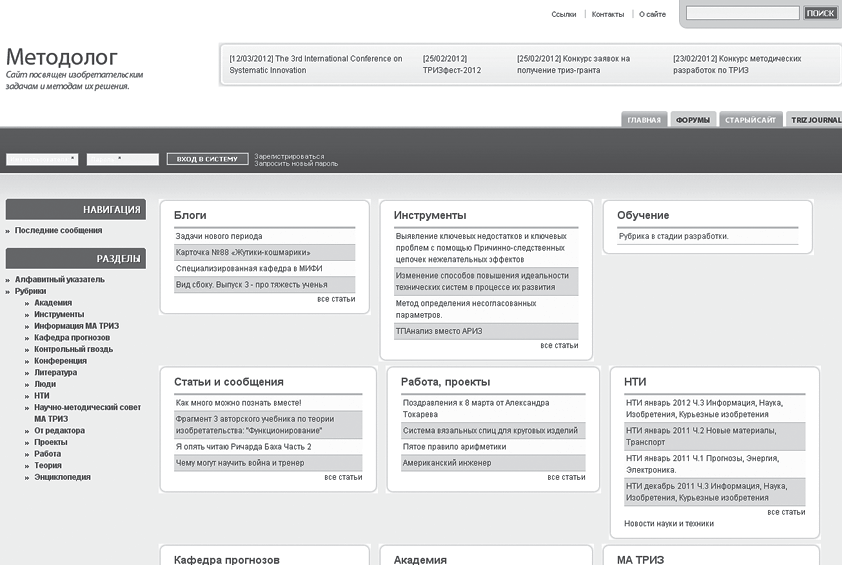 Ссылки
Контакты
О сайте
ПОИСК
Методолог
Сайт посвящен изобретательским
задачам и методам их решения.
[12/03/2012] The 3rd International Conference on
Systematic Innovation
[25/02/2012]
ТРИЗфест-2012
[25/02/2012] Конкурс заявок на
получение триз-гранта
[23/02/2012] Конкурс методических
разработок по ТРИЗ
ГЛАВНАЯ
ФОРУМЫ
СТАРЫЙ САЙТ
TRIZ JOURNAL
ВХОД В СИСТЕМУ
Зарегистрироваться
Запросить новый пароль
НАВИГАЦИЯ
Последние сообщения
РАЗДЕЛЫ
Алфавитный указатель
Рубрики
Академия
Инструменты
Информация МА ТРИЗ
Кафедра прогнозов
Контрольный гвоздь
Конференция
Литература
Люди
НТИ
Научно-методический совет
МА ТРИЗ
От редактора
Проекты
Работа
Теория
Энциклопедия
Блоги
Задачи нового периода
Карточка №88 «Жутики-кошмарики»
Специализированная кафедра в МИФИ
Вид сбоку. Выпуск 3 - про тяжесть ученья
все статьи
Инструменты
Выявление ключевых недостатков и ключевых
проблем с помощью Причинно-следственных
цепочек нежелательных эффектов
Изменение способов повышения идеальности
технических систем в процессе их развития
Метод определения несогласованных
параметров.
ТПАнализ вместо АРИЗ
все статьи
Обучение
Рубрика в стадии разработки.
Статьи и сообщения
Как много можно познать вместе!
Фрагмент 3 авторского учебника по теории
изобретательства: "Функционирование"
Я опять читаю Ричарда Баха Часть 2
Чему могут научить война и тренер
все статьи
Работа, проекты
Поздравления к 8 марта от Александра
Токарева
Система вязальных спиц для круговых изделий
Пятое правило арифметики
Американский инженер
все статьи
НТИ
НТИ январь 2012 Ч.3 Информация, Наука,
Изобретения, Курьезные изобретения
НТИ январь 2011 Ч.2 Новые материалы,
Транспорт
НТИ январь 2011 Ч.1 Прогнозы, Энергия,
Электроника.
НТИ декабрь 2011 Ч.3 Информация, Наука,
Изобретения, Курьезные изобретения
все статьи
Новости науки и техники
Кафедра прогнозов
Академия
МА ТРИЗ